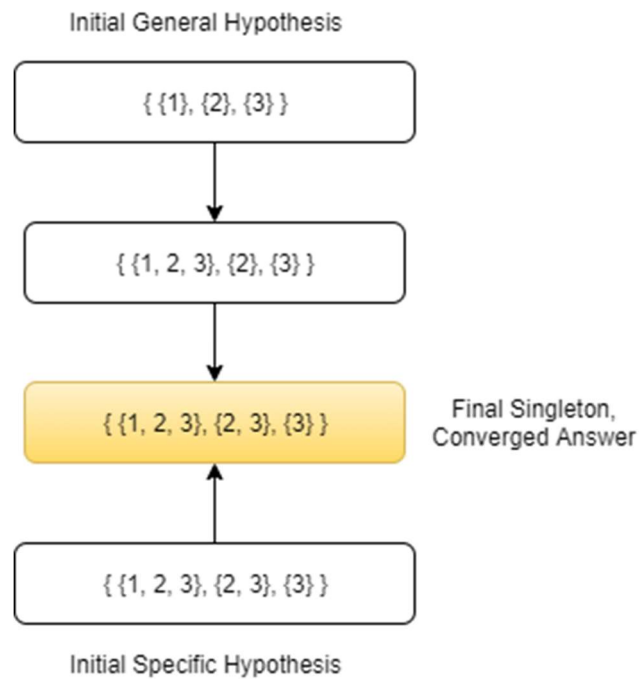 Initial General Hypothesis
{ {1}, {2}, {3} }
{ {1, 2, 3}, {2}, {3} }
{ {1, 2, 3}, {2, 3}, {3} }
Final Singleton,
Converged Answer
{ {1, 2, 3}, {2, 3}, {3} }
Initial Specific Hypothesis